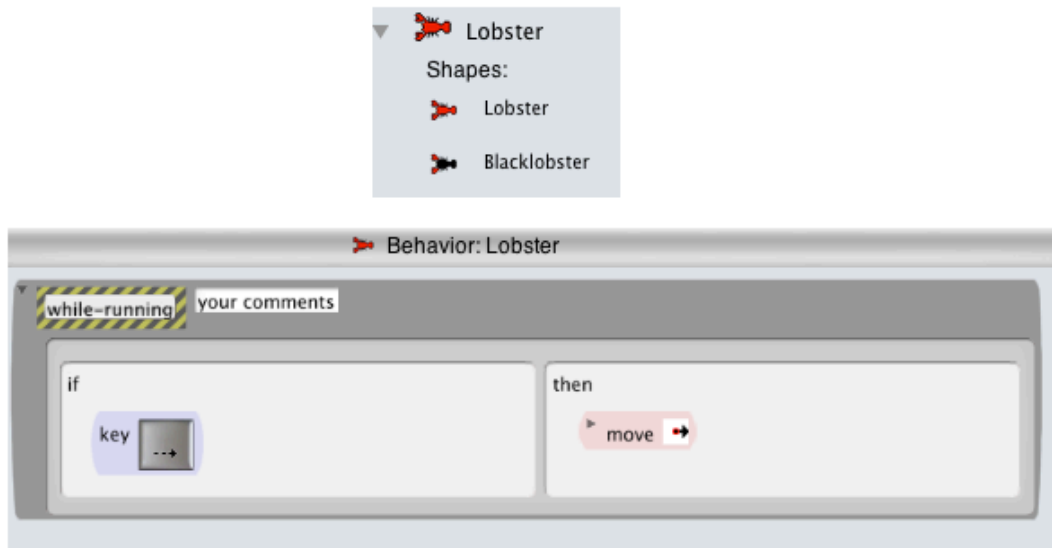 Lobster
Shapes:
Lobster
Blacklobster
Behavior: Lobster
while-running your comments
if then
key move